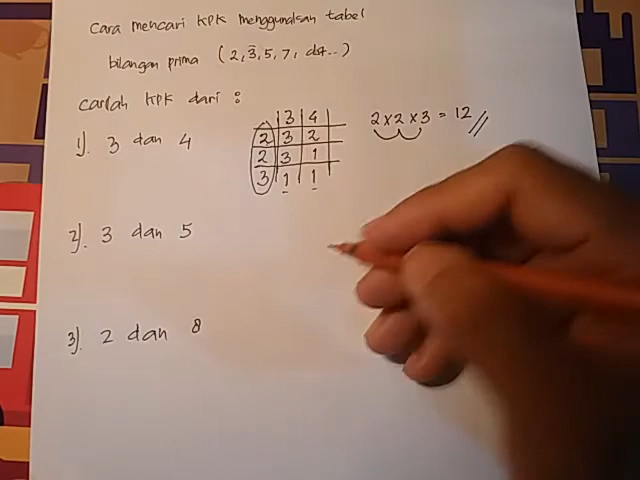 Cara mencari KPK menggunakan tabel
bilangan prima (2, 3, 5, 7, dst...)
Carilah KPK dari :
1). 3 dan 4
3 4
2 3 2
2 3 1
3 1 1
2 x 2 x 3 = 12 //
2). 3 dan 5
3). 2 dan 8